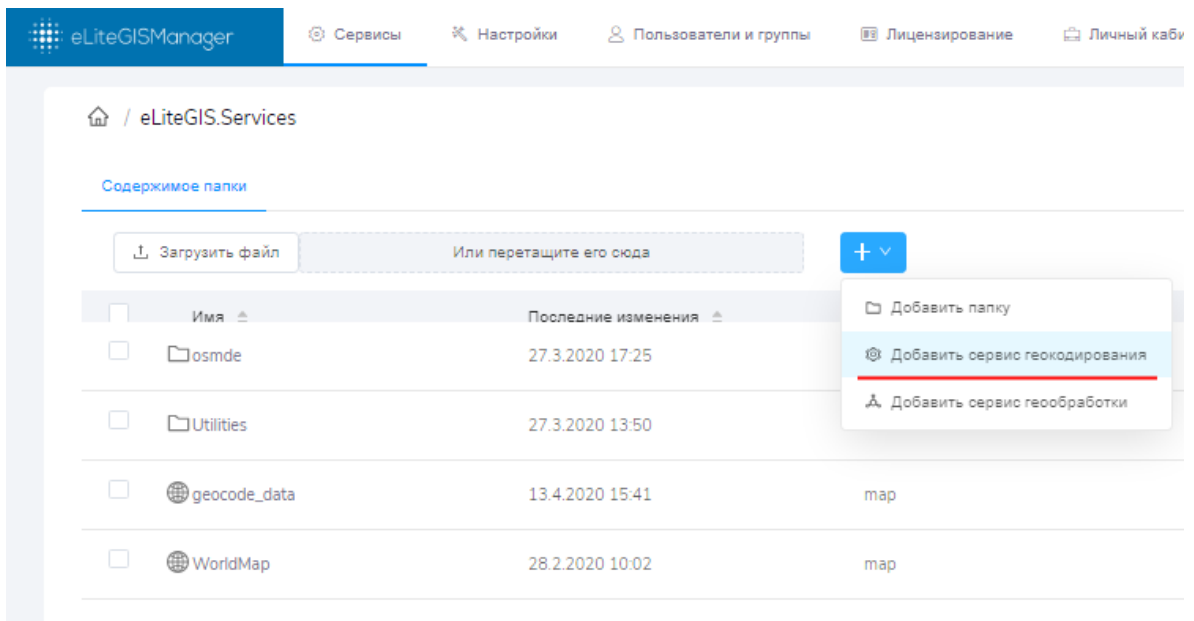 eLiteGISManager Сервисы Настройки Пользователи и группы Лицензирование Личный каби
/ eLiteGIS.Services
Содержимое папки
Загрузить файл Или перетащите его сюда
Имя Последние изменения
Добавить папку
osmde 27.3.2020 17:25
Добавить сервис геокодирования
Добавить сервис геообработки
Utilities 27.3.2020 13:50
geocode_data 13.4.2020 15:41 map
WorldMap 28.2.2020 10:02 map